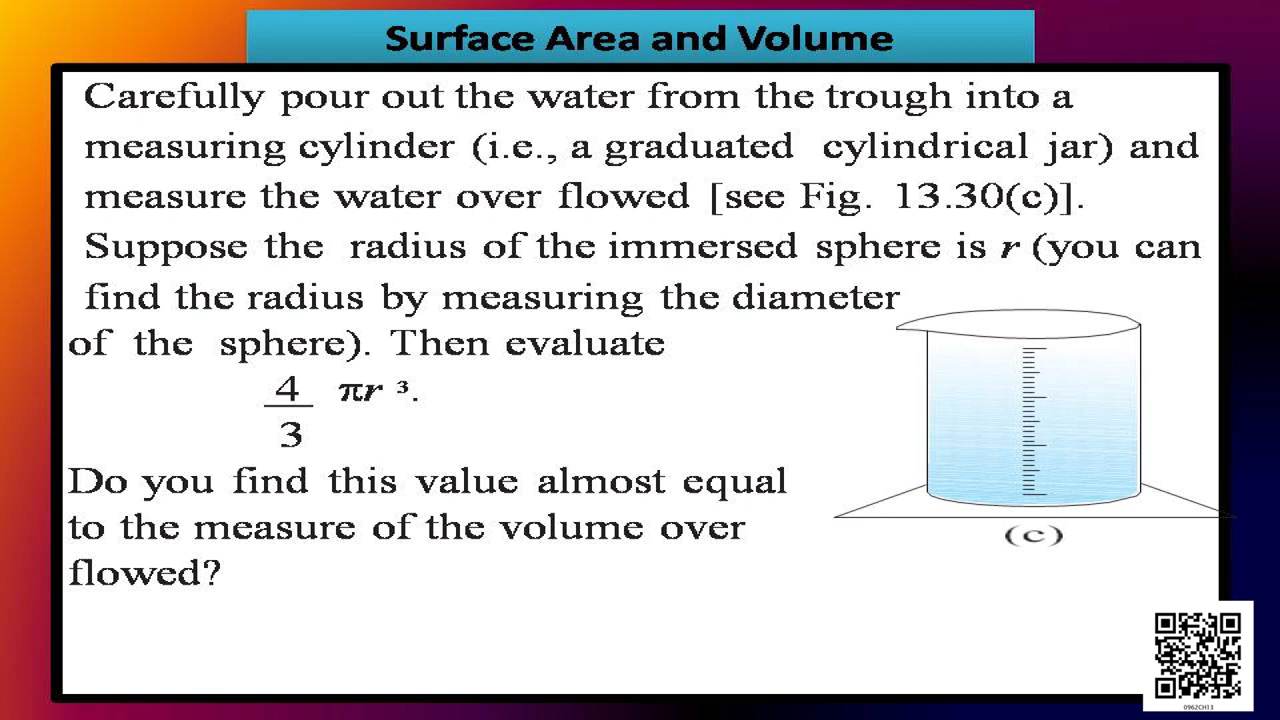 Surface Area and Volume
Carefully pour out the water from the trough into a
measuring cylinder (i.e., a graduated cylindrical jar) and
measure the water over flowed [see Fig. 13.30(c)].
Suppose the radius of the immersed sphere is r (you can
find the radius by measuring the diameter
of the sphere). Then evaluate
4
πr ³.
3
Do you find this value almost equal
to the measure of the volume over
flowed?
(c)
0962CH13